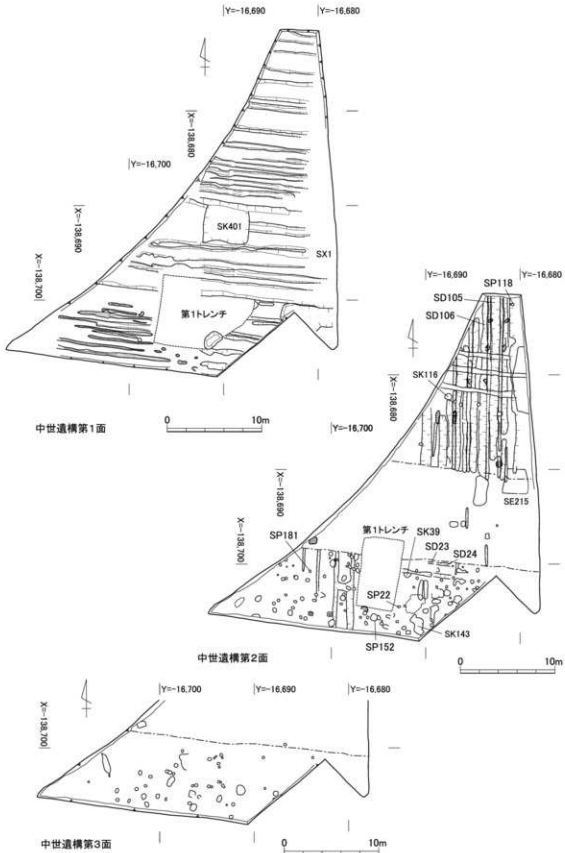 Y=-16,690
Y=-16,680
X=-138,680
Y=-16,700
X=-138,690
X=-138,700
SK401
SX1
第1トレンチ
中世遺構第1面
0 10m
Y=-16,690
Y=-16,680
SP118
SD105
SD106
SK116
X=-138,680
Y=-16,700
SE215
X=-138,690
X=-138,700
SP181
第1トレンチ
SK39
SD23
SD24
SP22
SK143
SP152
中世遺構第2面
0 10m
Y=-16,700
Y=-16,690
Y=-16,680
X=-138,700
中世遺構第3面
0 10m